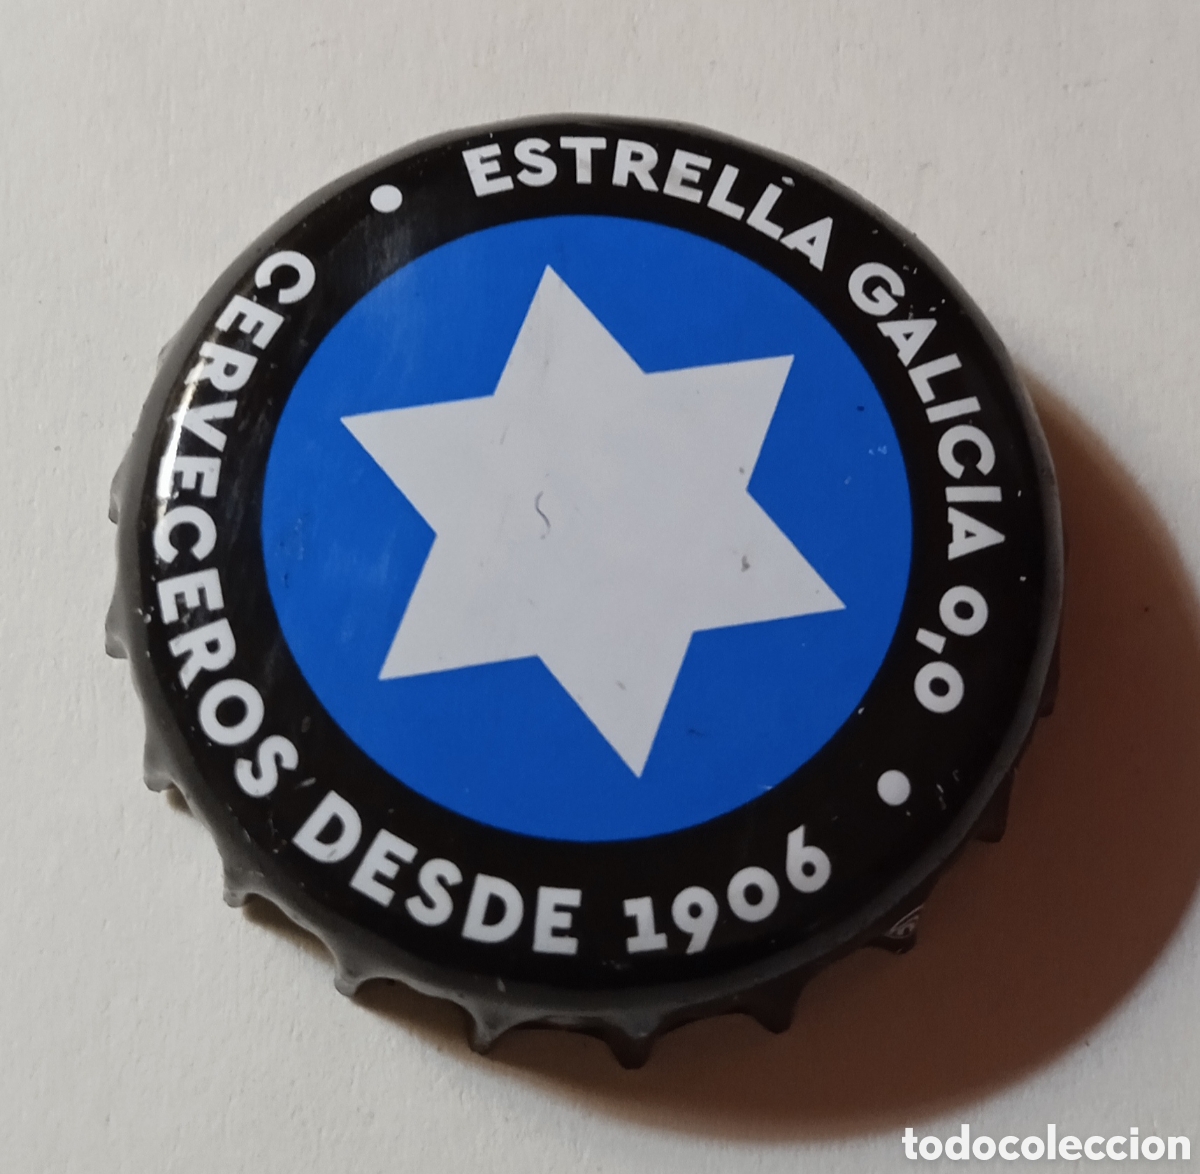 ESTRELLA GALICIA 0,0
CERVECEROS DESDE 1906
todocoleccion